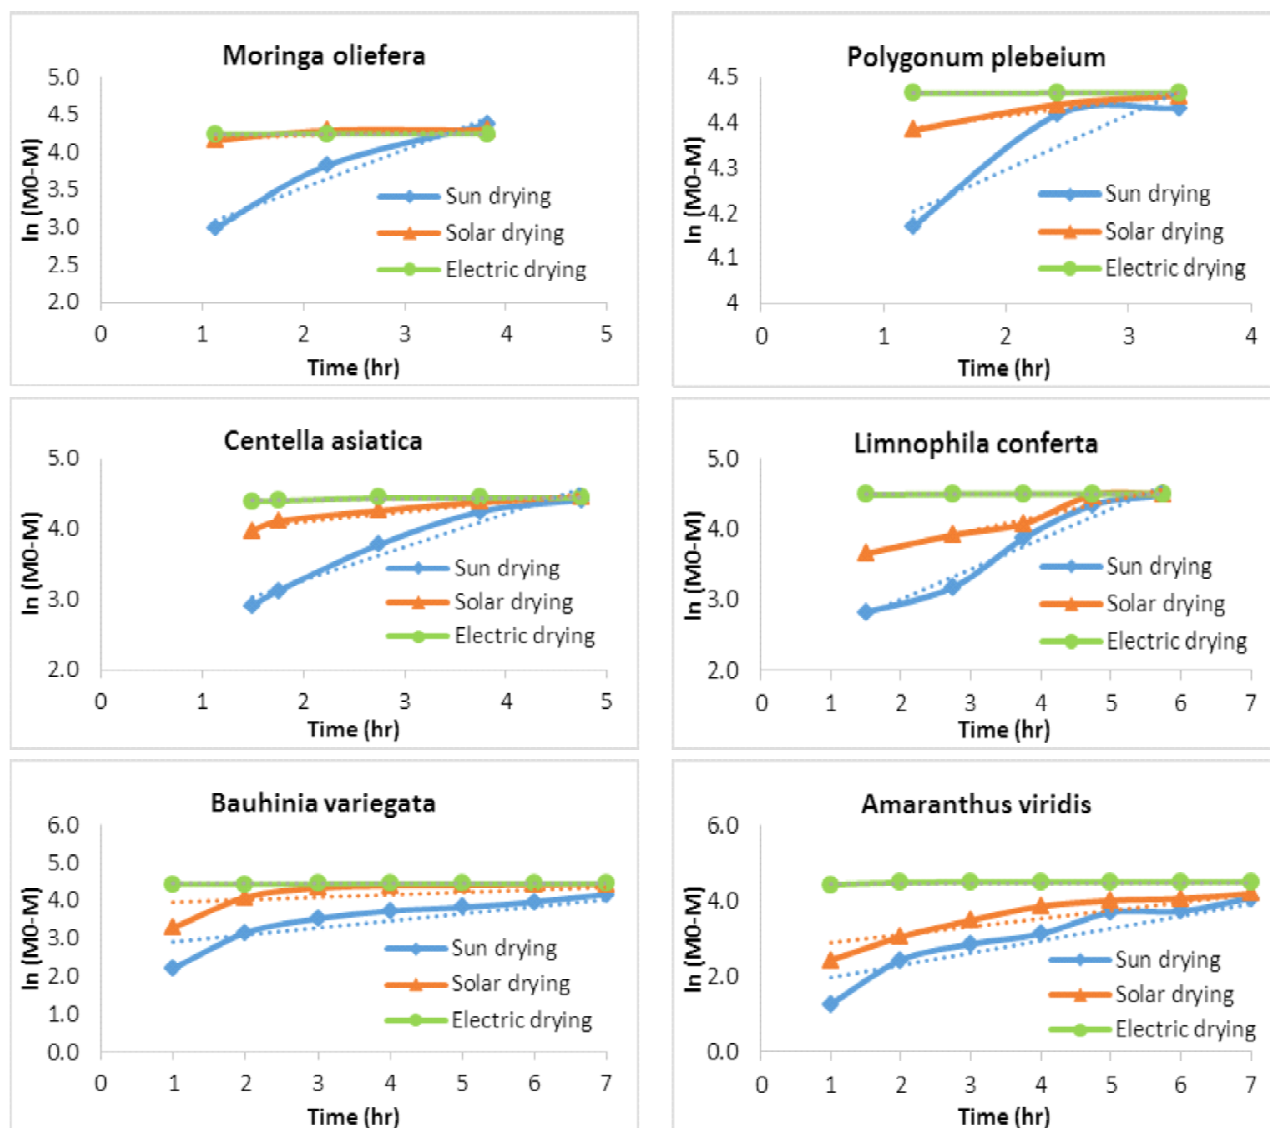 Moringa oliefera
5.0
4.5
4.0
3.5
3.0
2.5
2.0
ln (M0-M)
Sun drying
Solar drying
Electric drying
0 1 2 3 4 5
Time (hr)
Polygonum plebeium
4.5
4.4
4.3
4.2
4.1
4
ln (M0-M)
Sun drying
Solar drying
Electric drying
0 1 2 3 4
Time (hr)
Centella asiatica
5.0
4.0
3.0
2.0
ln (M0-M)
Sun drying
Solar drying
Electric drying
0 1 2 3 4 5
Time (hr)
Limnophila conferta
5.0
4.0
3.0
2.0
ln (M0-M)
Sun drying
Solar drying
Electric drying
0 1 2 3 4 5 6 7
Time (hr)
Bauhinia variegata
6.0
5.0
4.0
3.0
2.0
1.0
0.0
ln (M0-M)
Sun drying
Solar drying
Electric drying
0 1 2 3 4 5 6 7
Time (hr)
Amaranthus viridis
6.0
4.0
2.0
0.0
ln (M0-M)
Sun drying
Solar drying
Electric drying
0 1 2 3 4 5 6 7
Time (hr)